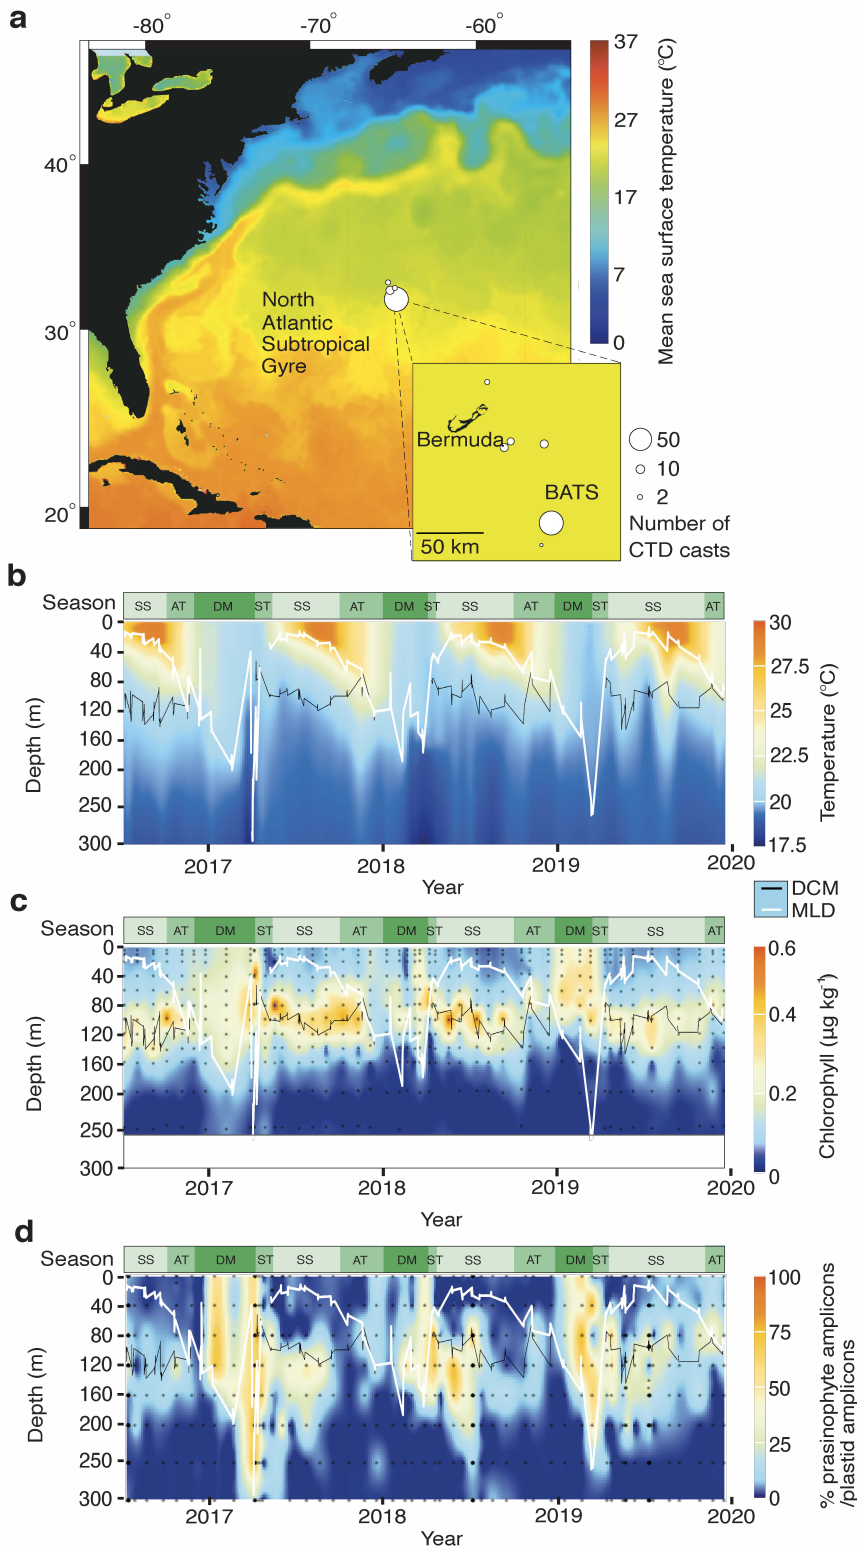 a
-80°
-70°
-60°
40°
30°
20°
North
Atlantic
Subtropical
Gyre
37
27
17
7
0
Mean sea surface temperature (°C)
Bermuda
BATS
50 km
50
10
2
Number of
CTD casts
b
Season
SS AT DM ST SS AT DM ST SS AT DM ST SS AT
0
40
80
120
160
200
250
300
Depth (m)
2017 2018 2019 2020
Year
30
27.5
25
22.5
20
17.5
Temperature (°C)
DCM
MLD
c
Season
SS AT DM ST SS AT DM ST SS AT DM ST SS AT
0
40
80
120
160
200
250
300
Depth (m)
2017 2018 2019 2020
Year
0.6
0.4
0.2
0
Chlorophyll (µg kg⁻¹)
d
Season
SS AT DM ST SS AT DM ST SS AT DM ST SS AT
0
40
80
120
160
200
250
300
Depth (m)
2017 2018 2019 2020
Year
100
75
50
25
0
% prasinophyte amplicons
/plastid amplicons